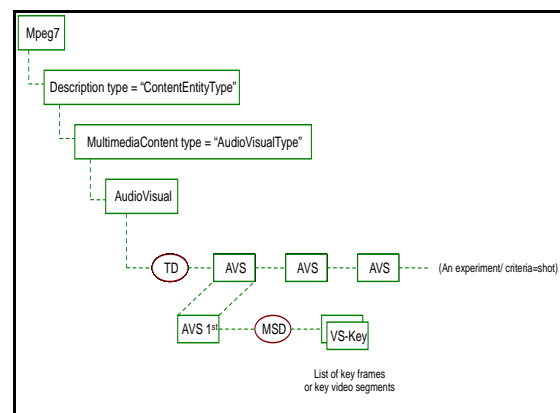 Mpeg7
Description type = “ContentEntityType”
MultimediaContent type = “AudioVisualType”
AudioVisual
TD AVS AVS AVS (An experiment/ criteria=shot)
AVS 1st MSD VS-Key
List of key frames
or key video segments